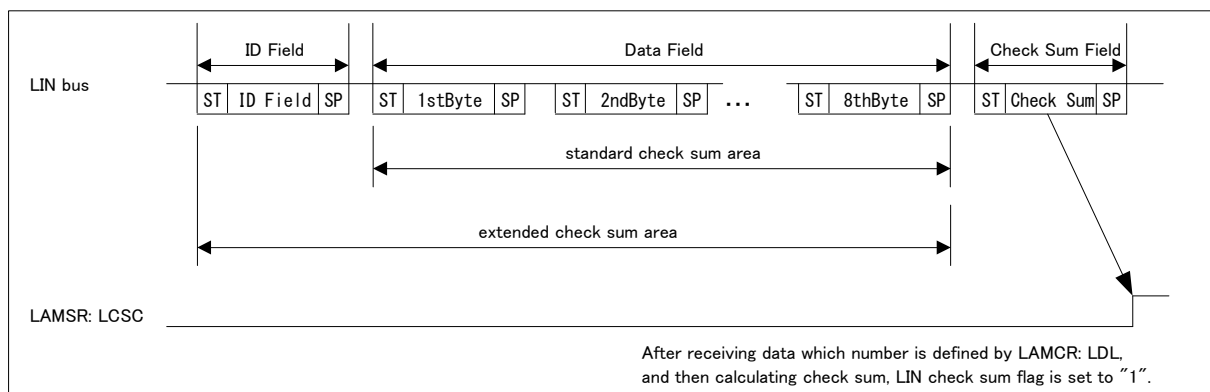 ID Field Data Field Check Sum Field
LIN bus
ST ID Field SP ST 1stByte SP ST 2ndByte SP ... ST 8thByte SP ST Check Sum SP
standard check sum area
extended check sum area
LAMSR: LCSC
After receiving data which number is defined by LAMCR: LDL,
and then calculating check sum, LIN check sum flag is set to "1".